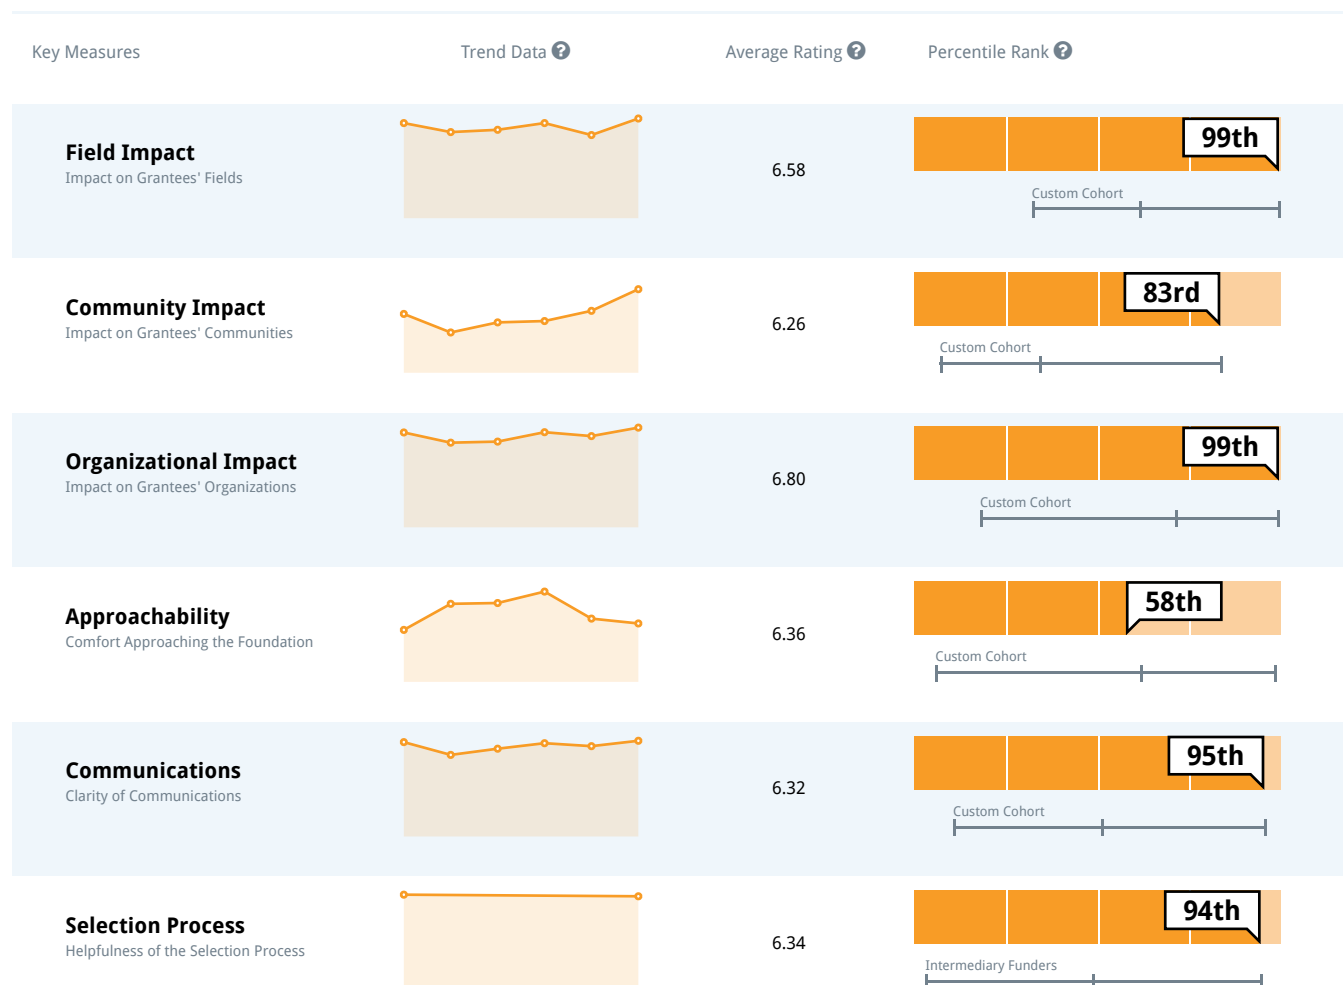 Key Measures
Trend Data ?
Average Rating ?
Percentile Rank ?
Field Impact
Impact on Grantees' Fields
6.58
99th
Custom Cohort
Community Impact
Impact on Grantees' Communities
6.26
83rd
Custom Cohort
Organizational Impact
Impact on Grantees' Organizations
6.80
99th
Custom Cohort
Approachability
Comfort Approaching the Foundation
6.36
58th
Custom Cohort
Communications
Clarity of Communications
6.32
95th
Custom Cohort
Selection Process
Helpfulness of the Selection Process
6.34
94th
Intermediary Funders